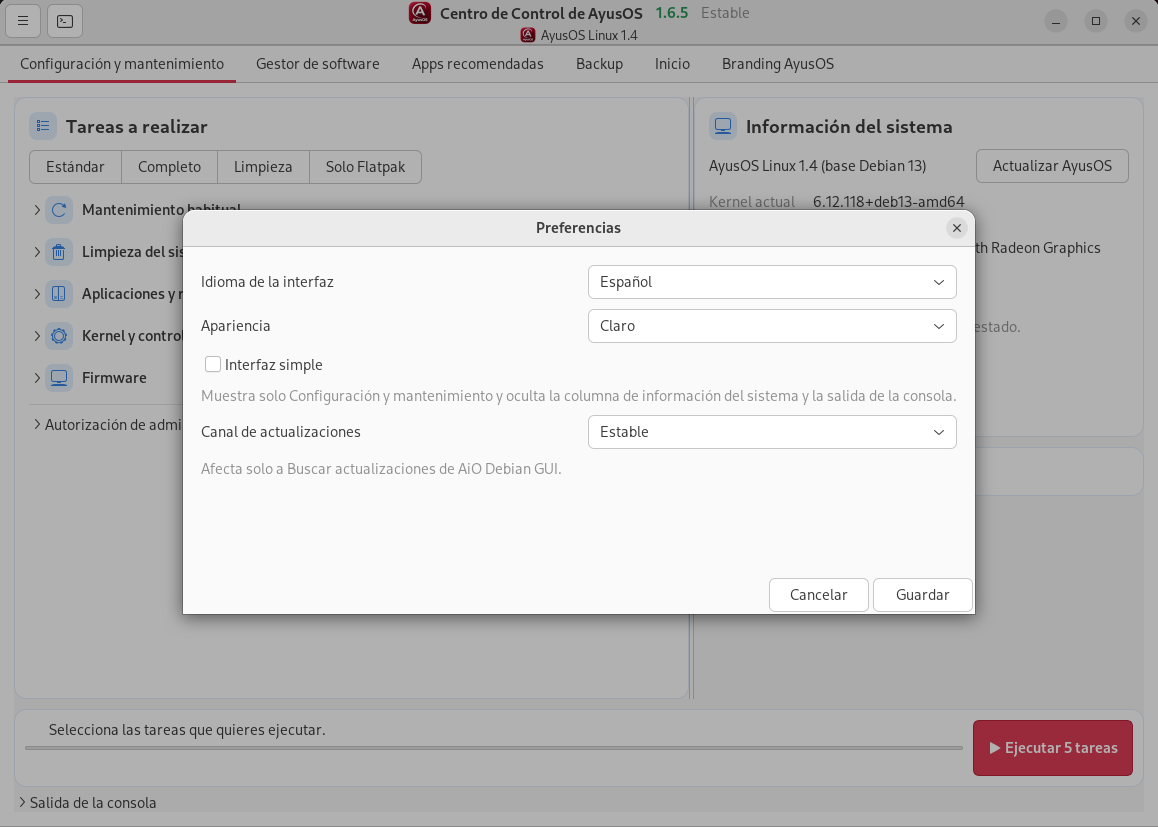 Centro de Control de AyusOS 1.6.5 Estable
AyusOS Linux 1.4
Configuración y mantenimiento Gestor de software Apps recomendadas Backup Inicio Branding AyusOS
Tareas a realizar
Estándar Completo Limpieza Solo Flatpak
Mantenimiento habitual
Limpieza del
Aplicaciones y
Kernel y control
Firmware
Autorización de
Información del sistema
AyusOS Linux 1.4 (base Debian 13) Actualizar AyusOS
Kernel actual 6.12.118+deb13-amd64
Radeon Graphics
estado.
Preferencias
Idioma de la interfaz Español
Apariencia Claro
Interfaz simple
Muestra solo Configuración y mantenimiento y oculta la columna de información del sistema y la salida de la consola.
Canal de actualizaciones Estable
Afecta solo a Buscar actualizaciones de AiO Debian GUI.
Cancelar Guardar
Selecciona las tareas que quieres ejecutar.
Ejecutar 5 tareas
Salida de la consola